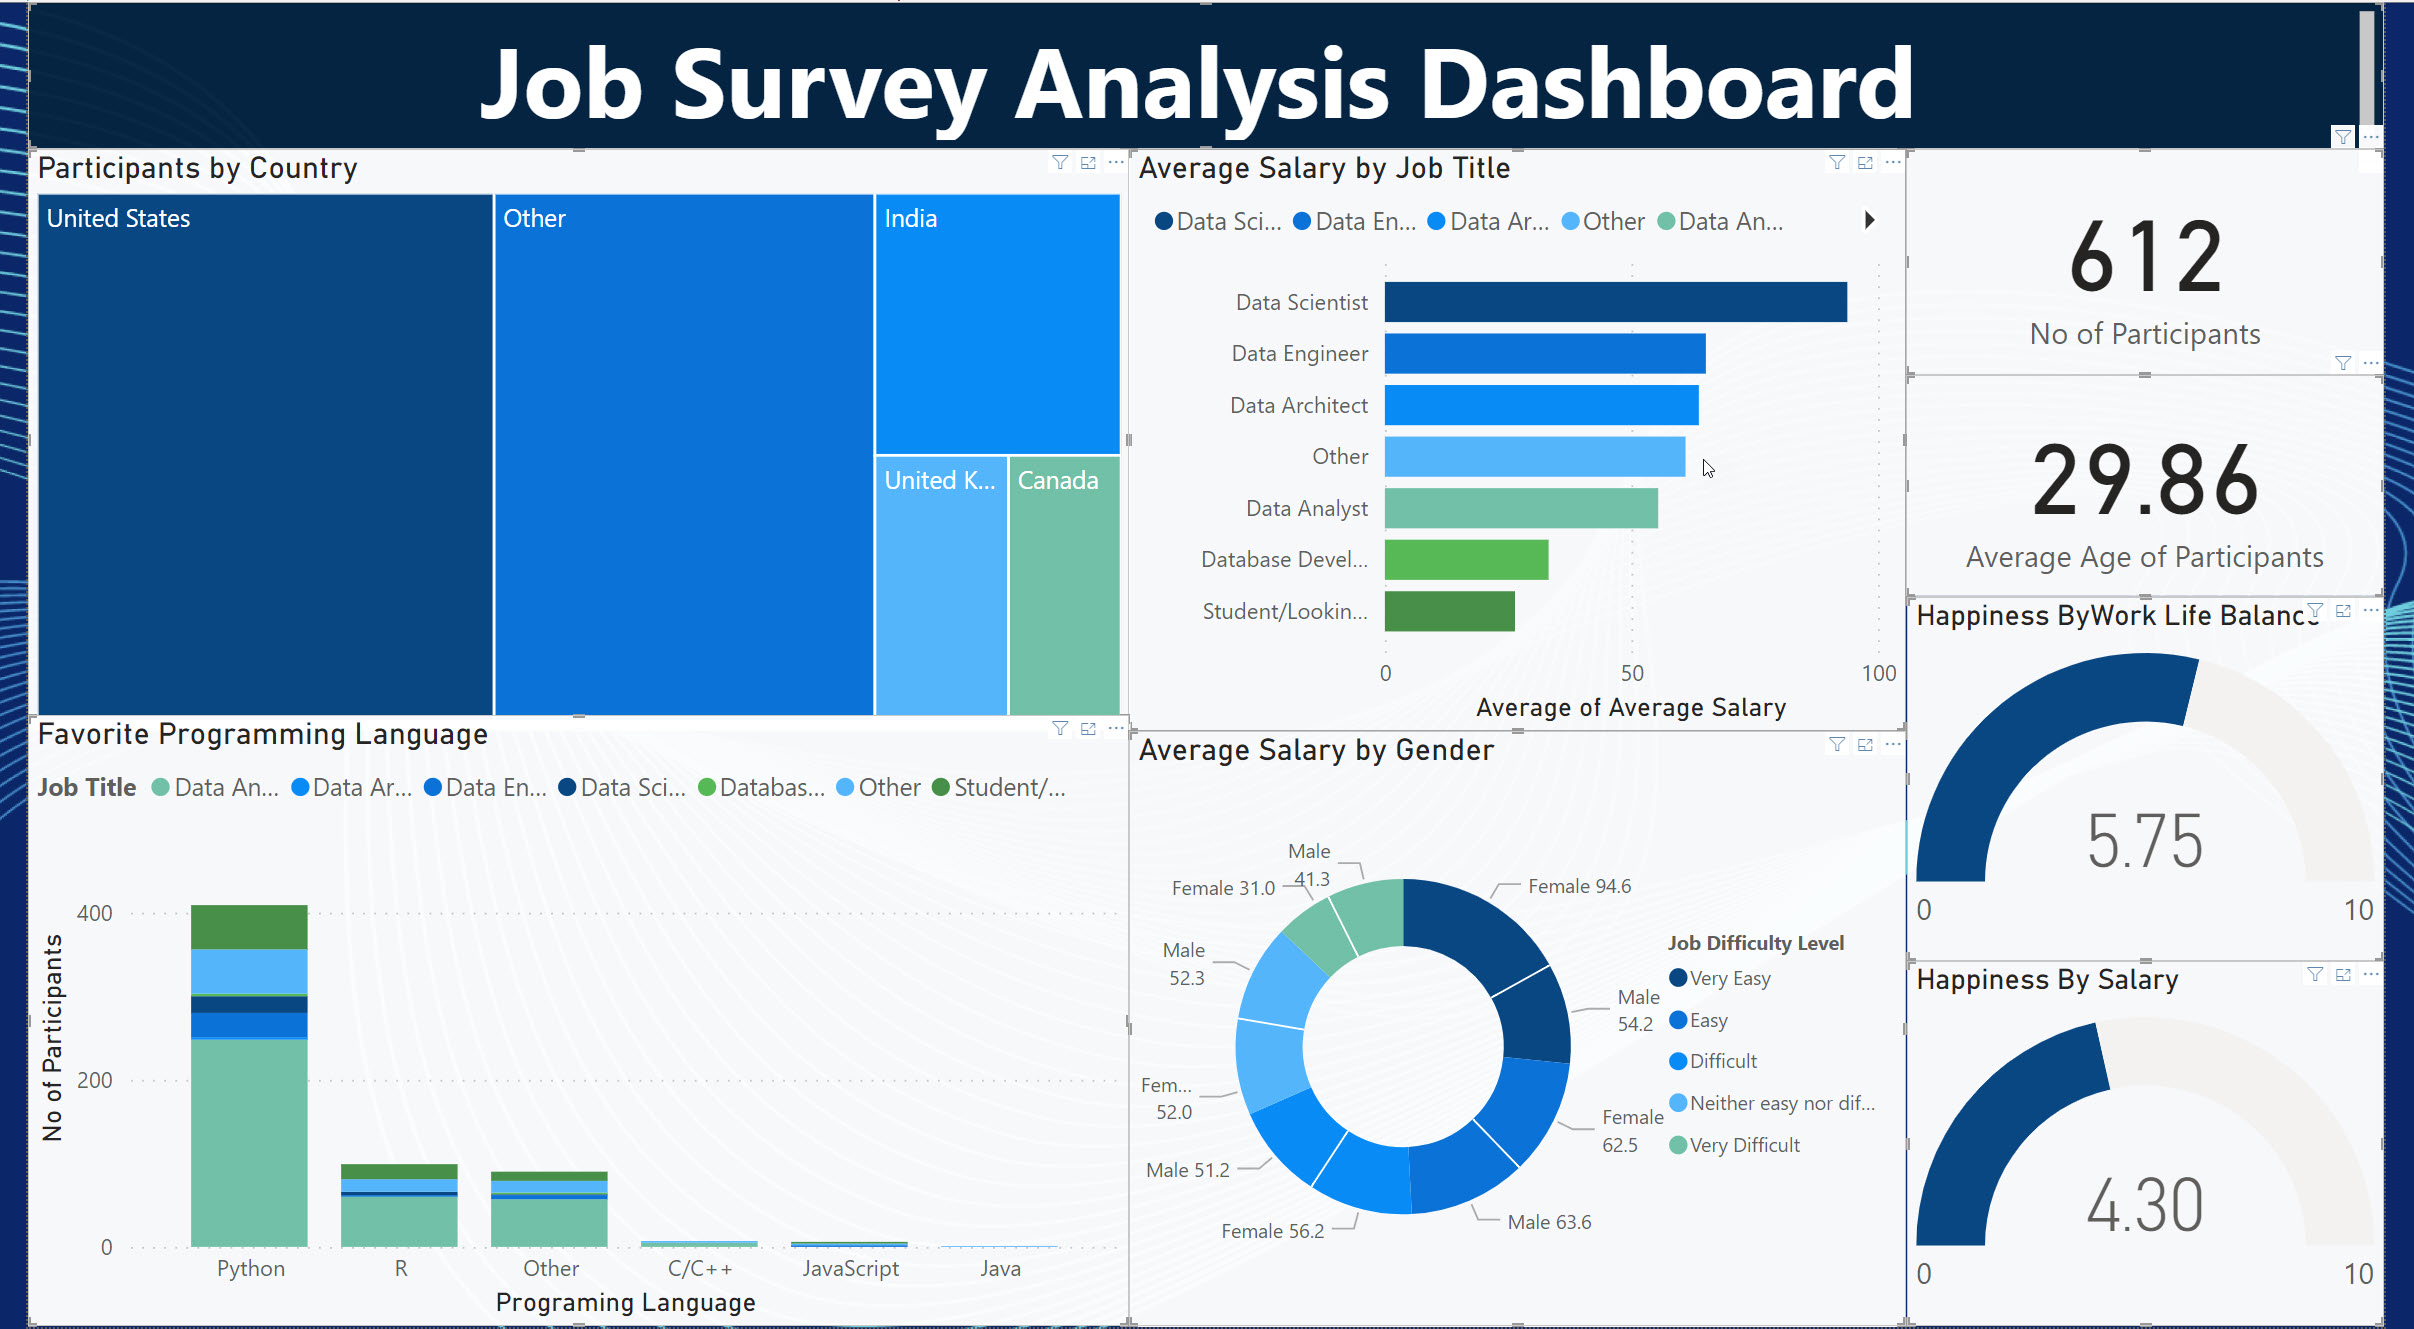 Job Survey Analysis Dashboard
Participants by Country
United States
Other
India
United K...
Canada
Average Salary by Job Title
Data Sci... Data En... Data Ar... Other Data An...
Data Scientist
Data Engineer
Data Architect
Other
Data Analyst
Database Devel...
Student/Lookin...
0 50 100
Average of Average Salary
612
No of Participants
29.86
Average Age of Participants
Happiness ByWork Life Balanc
5.75
0 10
Happiness By Salary
4.30
0 10
Favorite Programming Language
Job Title Data An... Data Ar... Data En... Data Sci... Databas... Other Student/...
No of Participants
400
200
0
Python R Other C/C++ JavaScript Java
Programing Language
Average Salary by Gender
Male
41.3
Female 31.0
Female 94.6
Male
52.3
Male
54.2
Fem...
52.0
Female
62.5
Male 51.2
Female 56.2
Male 63.6
Job Difficulty Level
Very Easy
Easy
Difficult
Neither easy nor dif...
Very Difficult